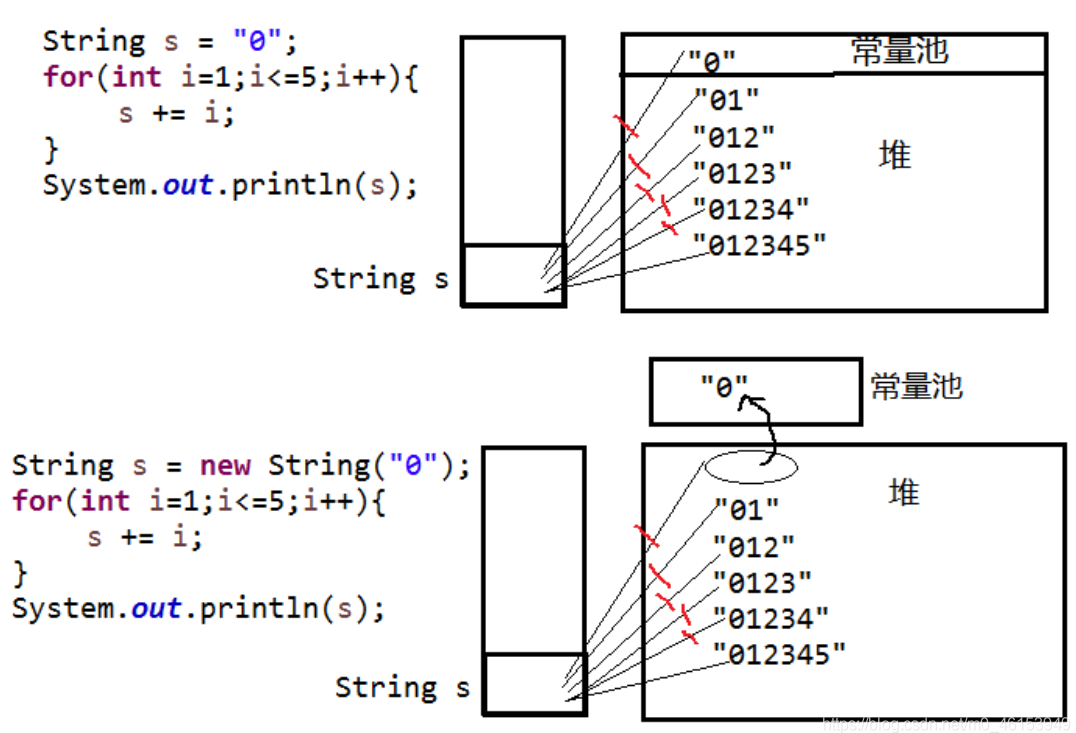 String s = "0";
for(int i=1;i<=5;i++){
s += i;
}
System.out.println(s);
String s
常量池
"0"
"01"
"012"
"0123"
"01234"
"012345"
堆
String s = new String("0");
for(int i=1;i<=5;i++){
s += i;
}
System.out.println(s);
String s
"0"
常量池
堆
"01"
"012"
"0123"
"01234"
"012345"
https://blog.csdn.net/m0_46153949